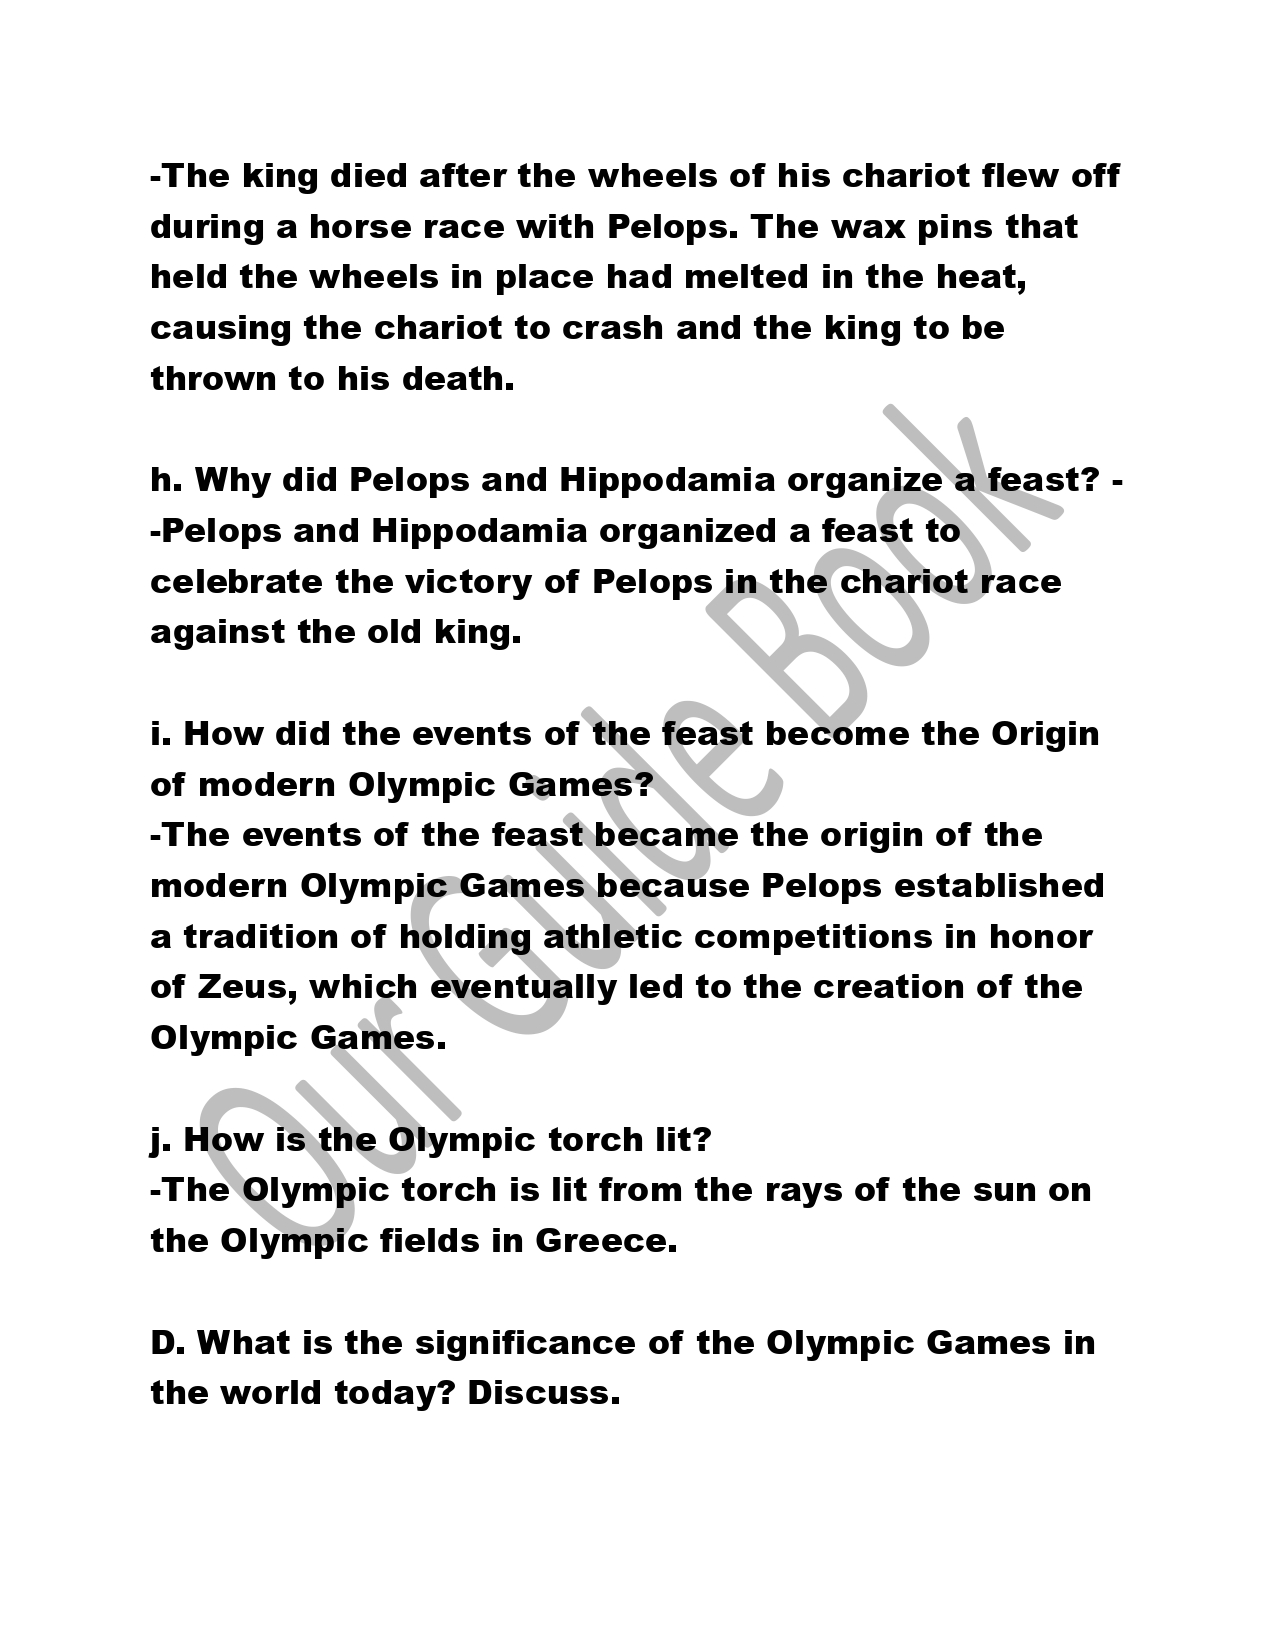 -The king died after the wheels of his chariot flew off
during a horse race with Pelops. The wax pins that
held the wheels in place had melted in the heat,
causing the chariot to crash and the king to be
thrown to his death.
h. Why did Pelops and Hippodamia organize a feast? -
-Pelops and Hippodamia organized a feast to
celebrate the victory of Pelops in the chariot race
against the old king.
i. How did the events of the feast become the Origin
of modern Olympic Games?
-The events of the feast became the origin of the
modern Olympic Games because Pelops established
a tradition of holding athletic competitions in honor
of Zeus, which eventually led to the creation of the
Olympic Games.
j. How is the Olympic torch lit?
-The Olympic torch is lit from the rays of the sun on
the Olympic fields in Greece.
D. What is the significance of the Olympic Games in
the world today? Discuss.
Our Guide Book